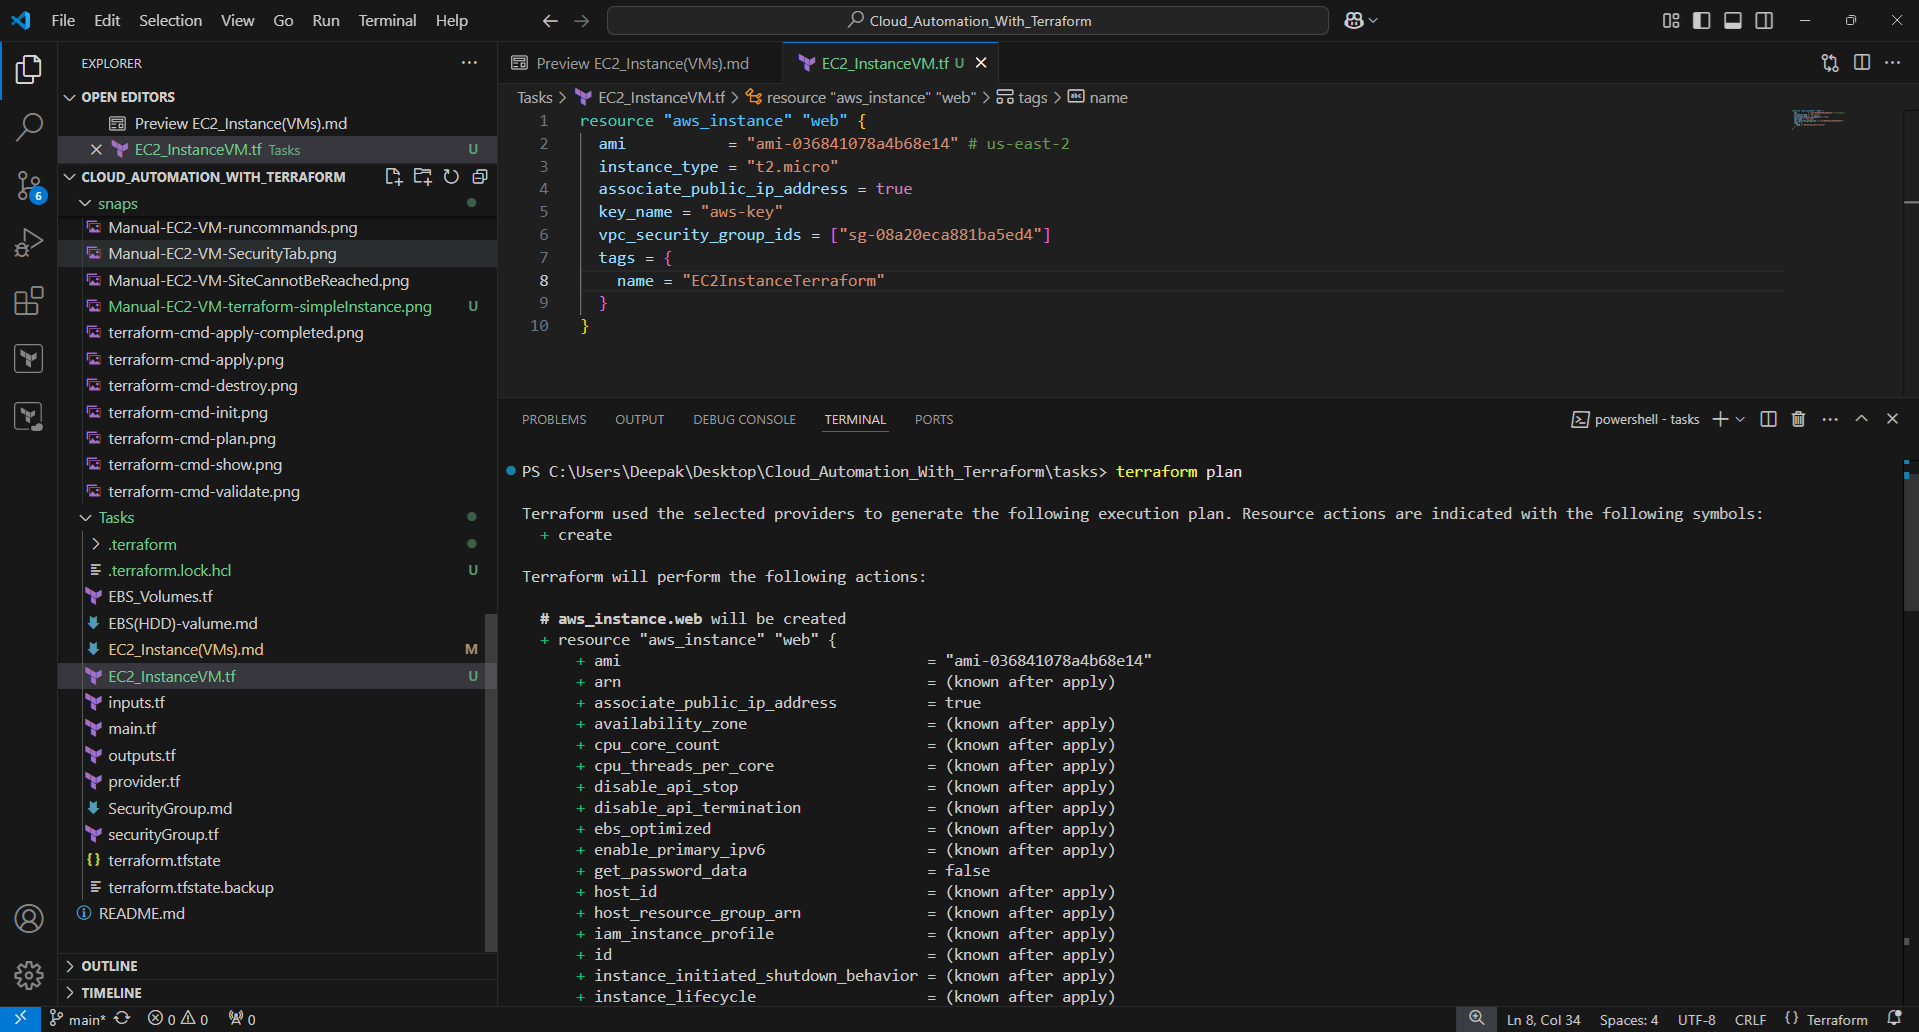 File Edit Selection View Go Run Terminal Help
Cloud_Automation_With_Terraform
EXPLORER
OPEN EDITORS
Preview EC2_Instance(VMs).md
EC2_InstanceVM.tf Tasks U
CLOUD_AUTOMATION_WITH_TERRAFORM
snaps
Manual-EC2-VM-runcommands.png
Manual-EC2-VM-SecurityTab.png
Manual-EC2-VM-SiteCannotBeReached.png
Manual-EC2-VM-terraform-simpleInstance.png U
terraform-cmd-apply-completed.png
terraform-cmd-apply.png
terraform-cmd-destroy.png
terraform-cmd-init.png
terraform-cmd-plan.png
terraform-cmd-show.png
terraform-cmd-validate.png
Tasks
.terraform
.terraform.lock.hcl U
EBS_Volumes.tf
EBS(HDD)-valume.md
EC2_Instance(VMs).md M
EC2_InstanceVM.tf U
inputs.tf
main.tf
outputs.tf
provider.tf
SecurityGroup.md
securityGroup.tf
terraform.tfstate
terraform.tfstate.backup
README.md
OUTLINE
TIMELINE
6
Preview EC2_Instance(VMs).md
EC2_InstanceVM.tf U
Tasks > EC2_InstanceVM.tf > resource "aws_instance" "web" > tags > abc name
1 resource "aws_instance" "web" {
2 ami = "ami-036841078a4b68e14" # us-east-2
3 instance_type = "t2.micro"
4 associate_public_ip_address = true
5 key_name = "aws-key"
6 vpc_security_group_ids = ["sg-08a20eca881ba5ed4"]
7 tags = {
8 name = "EC2InstanceTerraform"
9 }
10 }
PROBLEMS OUTPUT DEBUG CONSOLE TERMINAL PORTS
powershell - tasks
PS C:\Users\Deepak\Desktop\Cloud_Automation_With_Terraform\tasks> terraform plan
Terraform used the selected providers to generate the following execution plan. Resource actions are indicated with the following symbols:
+ create
Terraform will perform the following actions:
# aws_instance.web will be created
+ resource "aws_instance" "web" {
+ ami = "ami-036841078a4b68e14"
+ arn = (known after apply)
+ associate_public_ip_address = true
+ availability_zone = (known after apply)
+ cpu_core_count = (known after apply)
+ cpu_threads_per_core = (known after apply)
+ disable_api_stop = (known after apply)
+ disable_api_termination = (known after apply)
+ ebs_optimized = (known after apply)
+ enable_primary_ipv6 = (known after apply)
+ get_password_data = false
+ host_id = (known after apply)
+ host_resource_group_arn = (known after apply)
+ iam_instance_profile = (known after apply)
+ id = (known after apply)
+ instance_initiated_shutdown_behavior = (known after apply)
+ instance_lifecycle = (known after apply)
main* 0 0 0
Ln 8, Col 34 Spaces: 4 UTF-8 CRLF {} Terraform